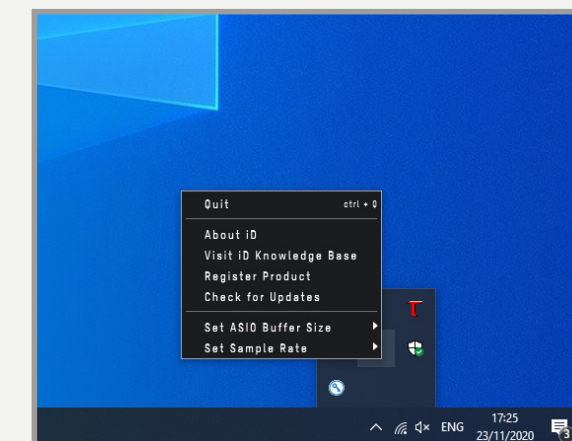 Quit ctrl + Q
About iD
Visit iD Knowledge Base
Register Product
Check for Updates
Set ASIO Buffer Size
Set Sample Rate
ENG
17:25
23/11/2020
3